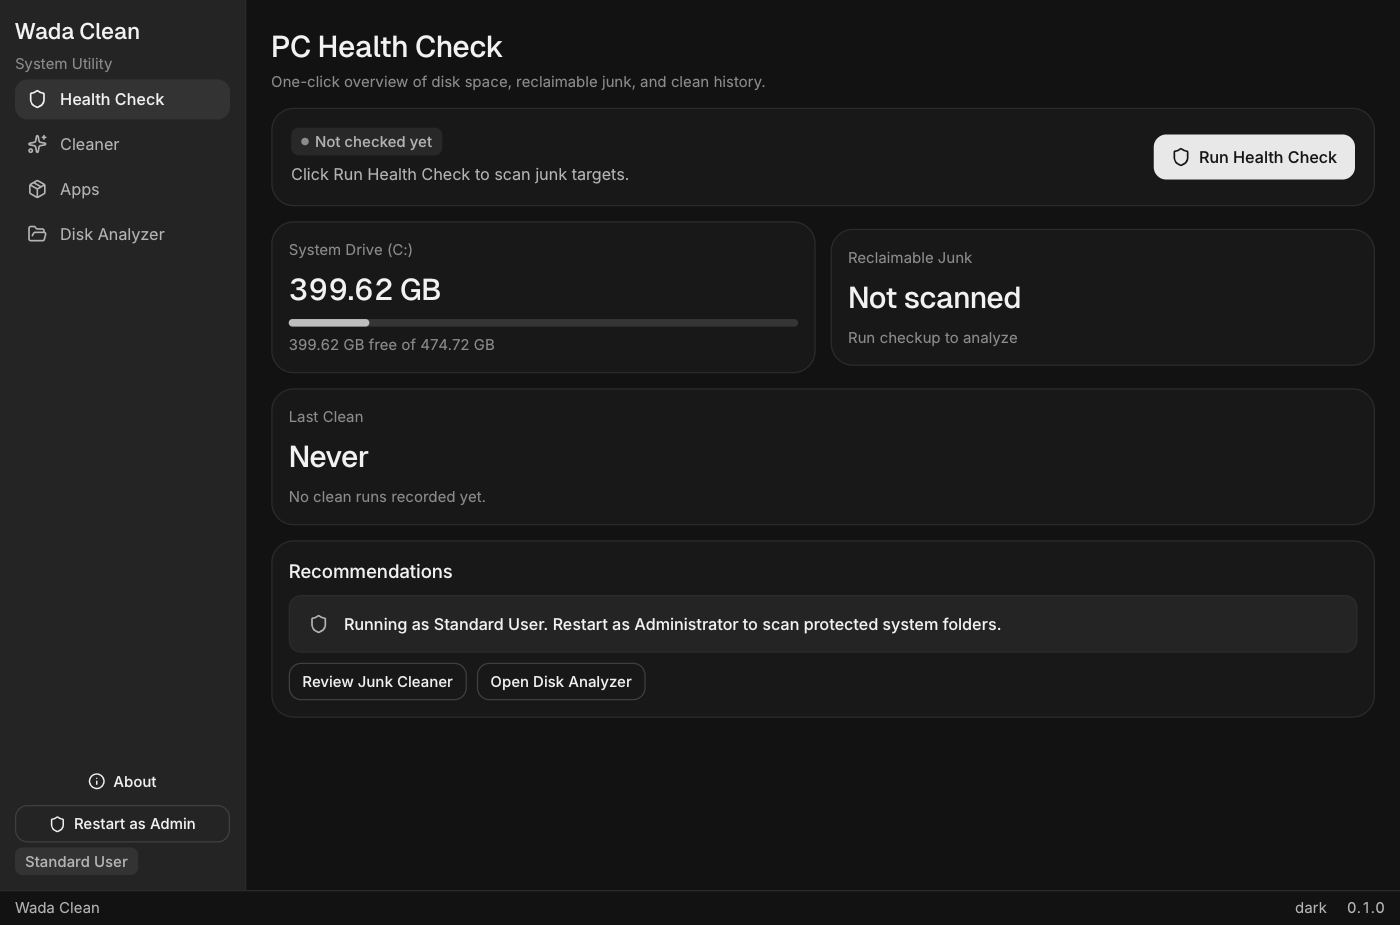 Wada Clean
System Utility
Health Check
Cleaner
Apps
Disk Analyzer
About
Restart as Admin
Standard User
PC Health Check
One-click overview of disk space, reclaimable junk, and clean history.
Not checked yet
Click Run Health Check to scan junk targets.
Run Health Check
System Drive (C:)
399.62 GB
399.62 GB free of 474.72 GB
Reclaimable Junk
Not scanned
Run checkup to analyze
Last Clean
Never
No clean runs recorded yet.
Recommendations
Running as Standard User. Restart as Administrator to scan protected system folders.
Review Junk Cleaner
Open Disk Analyzer
Wada Clean
dark
0.1.0